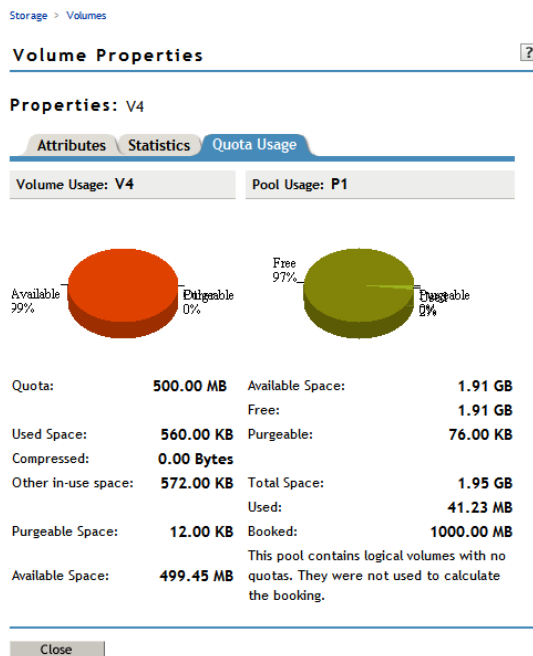 Storage > Volumes
Volume Properties
?
Properties: V4
Attributes Statistics Quota Usage
Volume Usage: V4
Pool Usage: P1
Available
99%
0%
Free
97%
Purgeable
Quota: 500.00 MB
Available Space: 1.91 GB
Free: 1.91 GB
Used Space: 560.00 KB
Purgeable: 76.00 KB
Compressed: 0.00 Bytes
Other in-use space: 572.00 KB
Total Space: 1.95 GB
Used: 41.23 MB
Purgeable Space: 12.00 KB
Booked: 1000.00 MB
Available Space: 499.45 MB
This pool contains logical volumes with no
quotas. They were not used to calculate
the booking.
Close